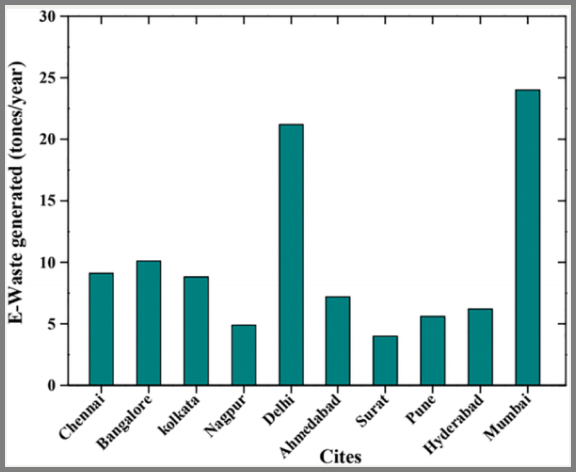 30
25
20
15
10
5
0
E-Waste generated (tones/year)
Chennai
Bangalore
kolkata
Nagpur
Delhi
Ahmedabad
Surat
Pune
Hyderabad
Mumbai
Cites